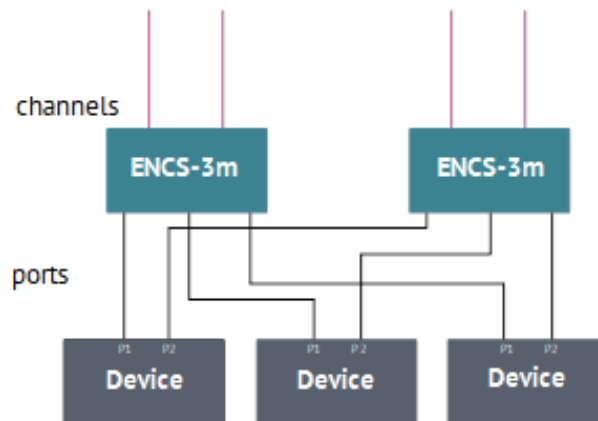 channels
ENCS-3m ENCS-3m
ports
P1 P2 P1 P2 P1 P2
Device Device Device